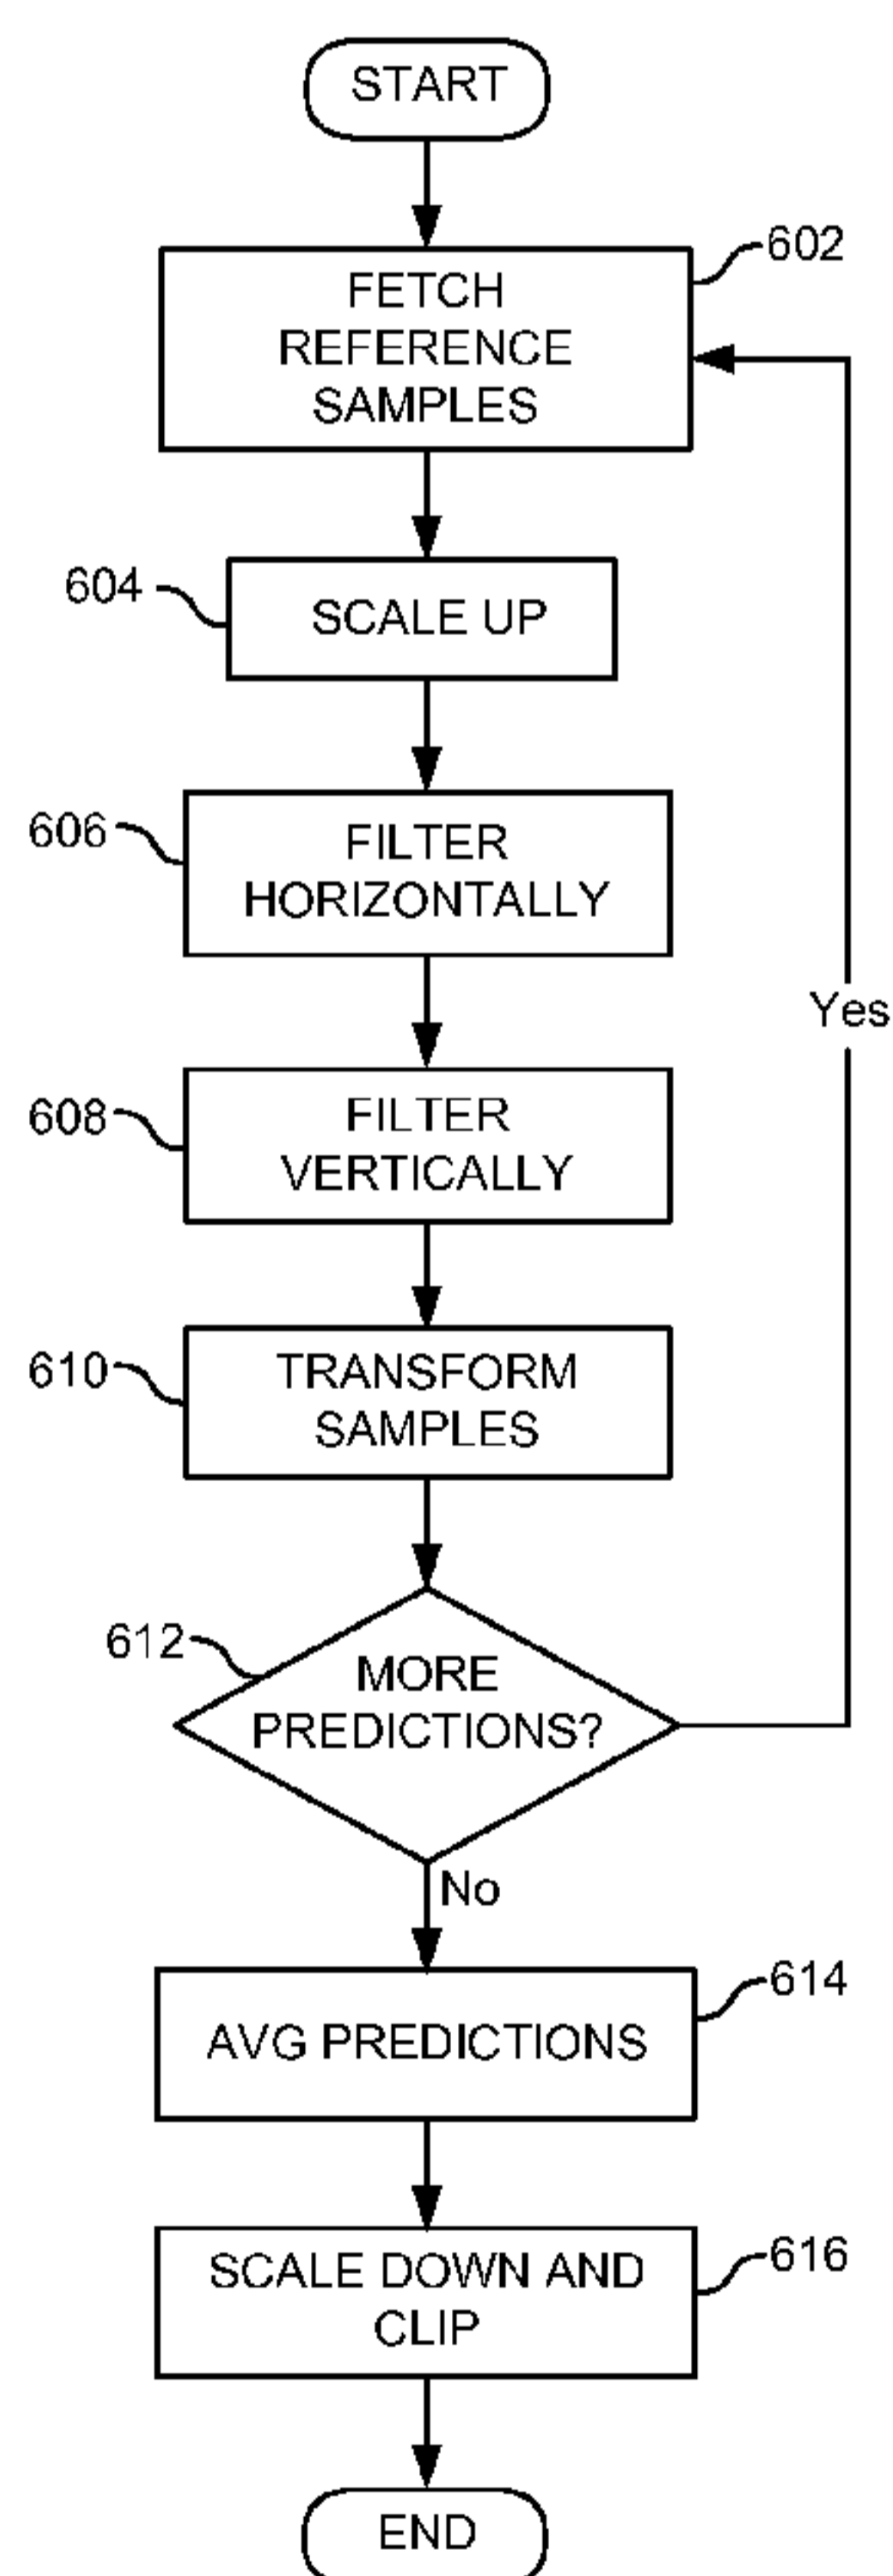 START
602
FETCH
REFERENCE
SAMPLES
604
SCALE UP
606
FILTER
HORIZONTALLY
Yes
608
FILTER
VERTICALLY
610
TRANSFORM
SAMPLES
612
MORE
PREDICTIONS?
No
614
AVG PREDICTIONS
616
SCALE DOWN AND
CLIP
END